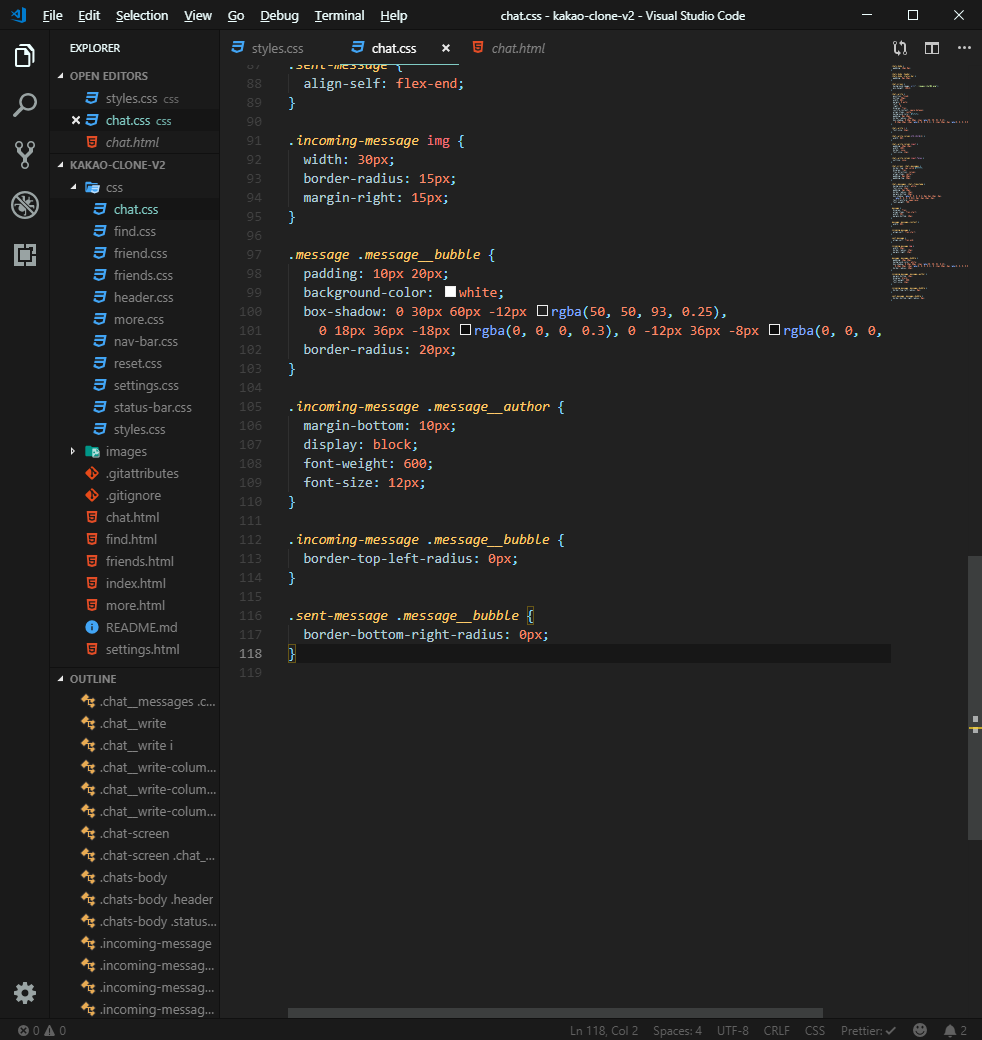 File Edit Selection View Go Debug Terminal Help chat.css - kakao-clone-v2 - Visual Studio Code
EXPLORER
OPEN EDITORS
styles.css css
chat.css css
chat.html
KAKAO-CLONE-V2
css
chat.css
find.css
friend.css
friends.css
header.css
more.css
nav-bar.css
reset.css
settings.css
status-bar.css
styles.css
images
.gitattributes
.gitignore
chat.html
find.html
friends.html
index.html
more.html
README.md
settings.html
OUTLINE
.chat__messages .c...
.chat__write
.chat__write i
.chat__write-colum...
.chat__write-colum...
.chat__write-colum...
.chat-screen
.chat-screen .chat_...
.chats-body
.chats-body .header
.chats-body .status...
.incoming-message
.incoming-messag...
.incoming-messag...
.incoming-messag...
styles.css chat.css chat.html
87 .sent-message {
88 align-self: flex-end;
89 }
90
91 .incoming-message img {
92 width: 30px;
93 border-radius: 15px;
94 margin-right: 15px;
95 }
96
97 .message .message__bubble {
98 padding: 10px 20px;
99 background-color: white;
100 box-shadow: 0 30px 60px -12px rgba(50, 50, 93, 0.25),
101 0 18px 36px -18px rgba(0, 0, 0, 0.3), 0 -12px 36px -8px rgba(0, 0, 0,
102 border-radius: 20px;
103 }
104
105 .incoming-message .message__author {
106 margin-bottom: 10px;
107 display: block;
108 font-weight: 600;
109 font-size: 12px;
110 }
111
112 .incoming-message .message__bubble {
113 border-top-left-radius: 0px;
114 }
115
116 .sent-message .message__bubble {
117 border-bottom-right-radius: 0px;
118 }
119
0 0 Ln 118, Col 2 Spaces: 4 UTF-8 CRLF CSS Prettier: ✓ 2